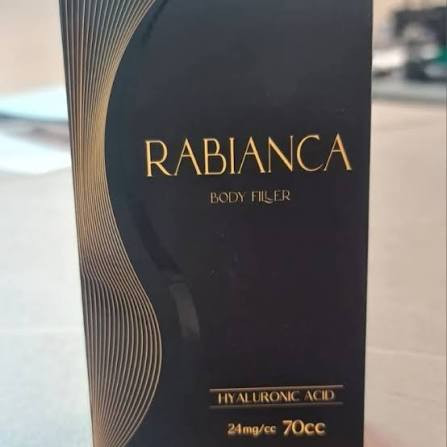 RABIANCA
BODY FILLER
HYALURONIC ACID
24mg/cc 70cc